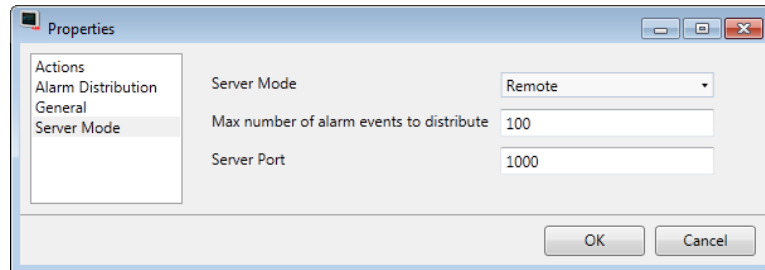 Properties
Actions
Alarm Distribution
General
Server Mode
Server Mode Remote
Max number of alarm events to distribute 100
Server Port 1000
OK Cancel